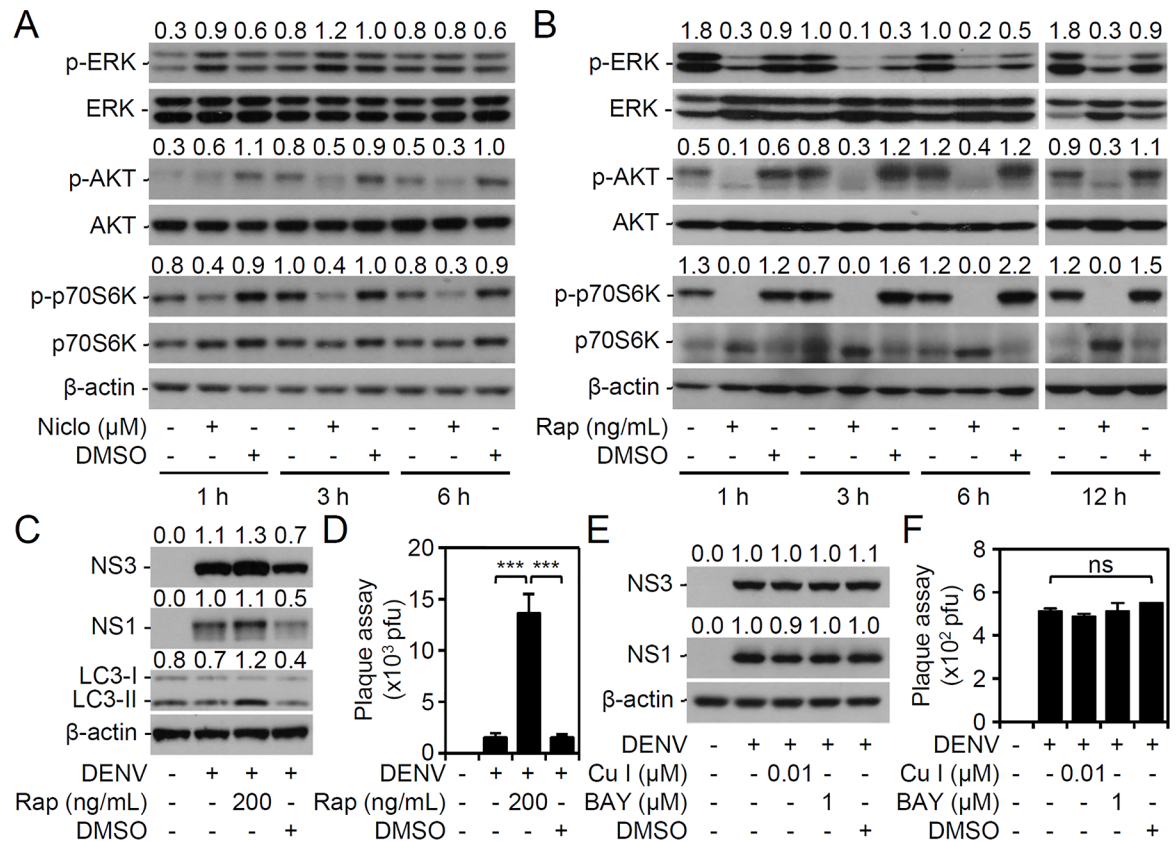 A
0.3 0.9 0.6 0.8 1.2 1.0 0.8 0.8 0.6
p-ERK
ERK
0.3 0.6 1.1 0.8 0.5 0.9 0.5 0.3 1.0
p-AKT
AKT
0.8 0.4 0.9 1.0 0.4 1.0 0.8 0.3 0.9
p-p70S6K
p70S6K
β-actin
Niclo (μM) - + - - + - - + -
DMSO - - + - - + - - +
1 h 3 h 6 h
B
1.8 0.3 0.9 1.0 0.1 0.3 1.0 0.2 0.5 1.8 0.3 0.9
p-ERK
ERK
0.5 0.1 0.6 0.8 0.3 1.2 1.2 0.4 1.2 0.9 0.3 1.1
p-AKT
AKT
1.3 0.0 1.2 0.7 0.0 1.6 1.2 0.0 2.2 1.2 0.0 1.5
p-p70S6K
p70S6K
β-actin
Rap (ng/mL) - + - - + - - + - - + -
DMSO - - + - - + - - + - - +
1 h 3 h 6 h 12 h
C
0.0 1.1 1.3 0.7
NS3
0.0 1.0 1.1 0.5
NS1
0.8 0.7 1.2 0.4
LC3-I
LC3-II
β-actin
DENV - + + +
Rap (ng/mL) - - 200 -
DMSO - - - +
D
Plaque assay
(x10³ pfu)
20
15
10
5
0
*** ***
DENV - + + +
Rap (ng/mL) - - 200 -
DMSO - - - +
E
0.0 1.0 1.0 1.0 1.1
NS3
0.0 1.0 0.9 1.0 1.0
NS1
β-actin
DENV - + + + +
Cu I (μM) - - 0.01 - -
BAY (μM) - - - 1 -
DMSO - - - - +
F
Plaque assay
(x10² pfu)
8
6
4
2
0
ns
DENV - + + + +
Cu I (μM) - - 0.01 - -
BAY (μM) - - - 1 -
DMSO - - - - +